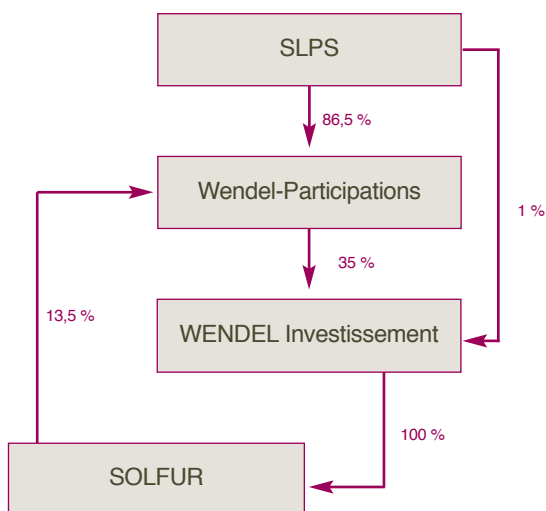 SLPS
86,5 %
Wendel-Participations
1 %
35 %
13,5 %
WENDEL Investissement
100 %
SOLFUR